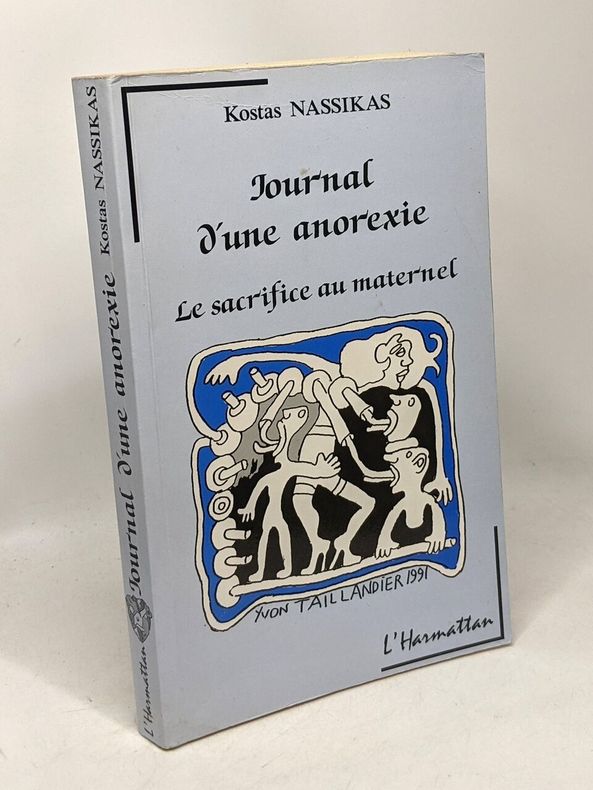 Kostas NASSIKAS
Journal
d'une anorexie
Le sacrifice au maternel
YVON TAILLANDIER 1991
L'Harmattan
Kostas NASSIKAS
Journal d'une anorexie
L'Harmattan